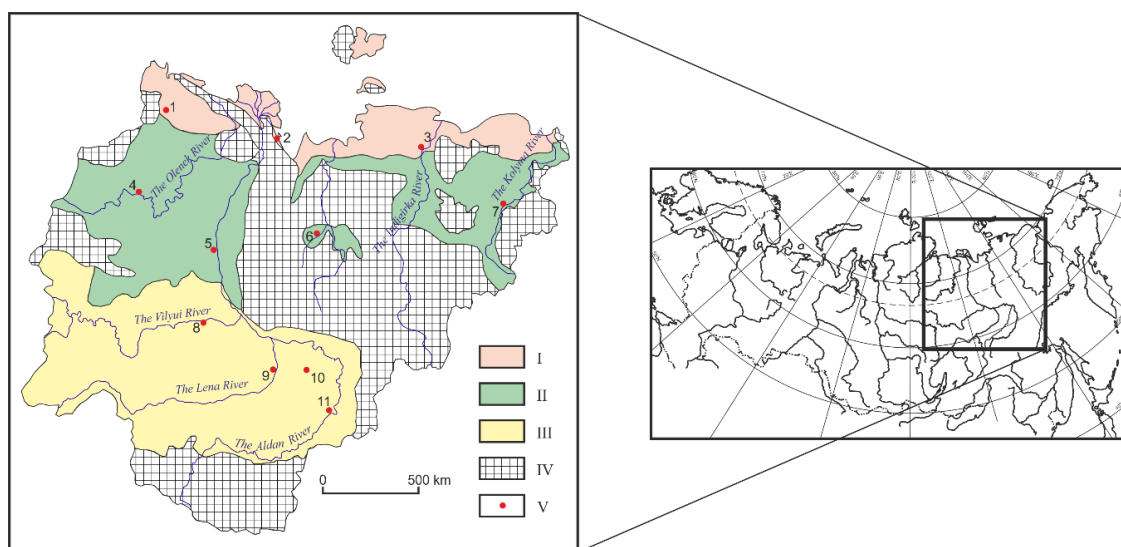 1
2
3
The Olenek River
The Kolyma River
4
The Indigirka River
7
6
5
The Vilyui River
8
I
9
10
II
The Lena River
11
III
The Aldan River
IV
0
500 km
V